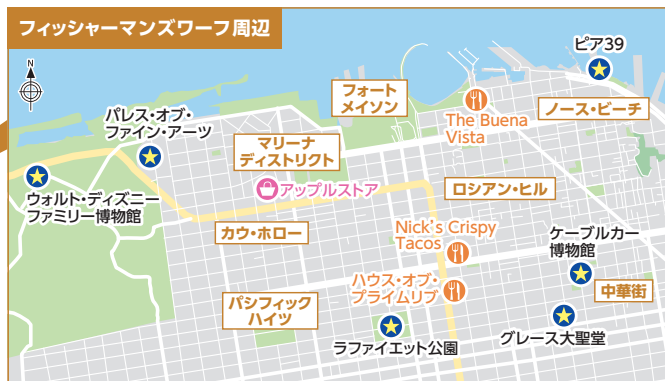 フィッシャーマンズワーフ周辺
N
ピア39
フォート
メイソン
The Buena
Vista
ノース・ビーチ
パレス・オブ・
ファイン・アーツ
マリーナ
ディストリクト
アップルストア
ロシアン・ヒル
ウォルト・ディズニー
ファミリー博物館
カウ・ホロー
Nick's Crispy
Tacos
ケーブルカー
博物館
ハウス・オブ・
プライムリブ
中華街
パシフィック
ハイツ
ラファイエット公園
グレース大聖堂